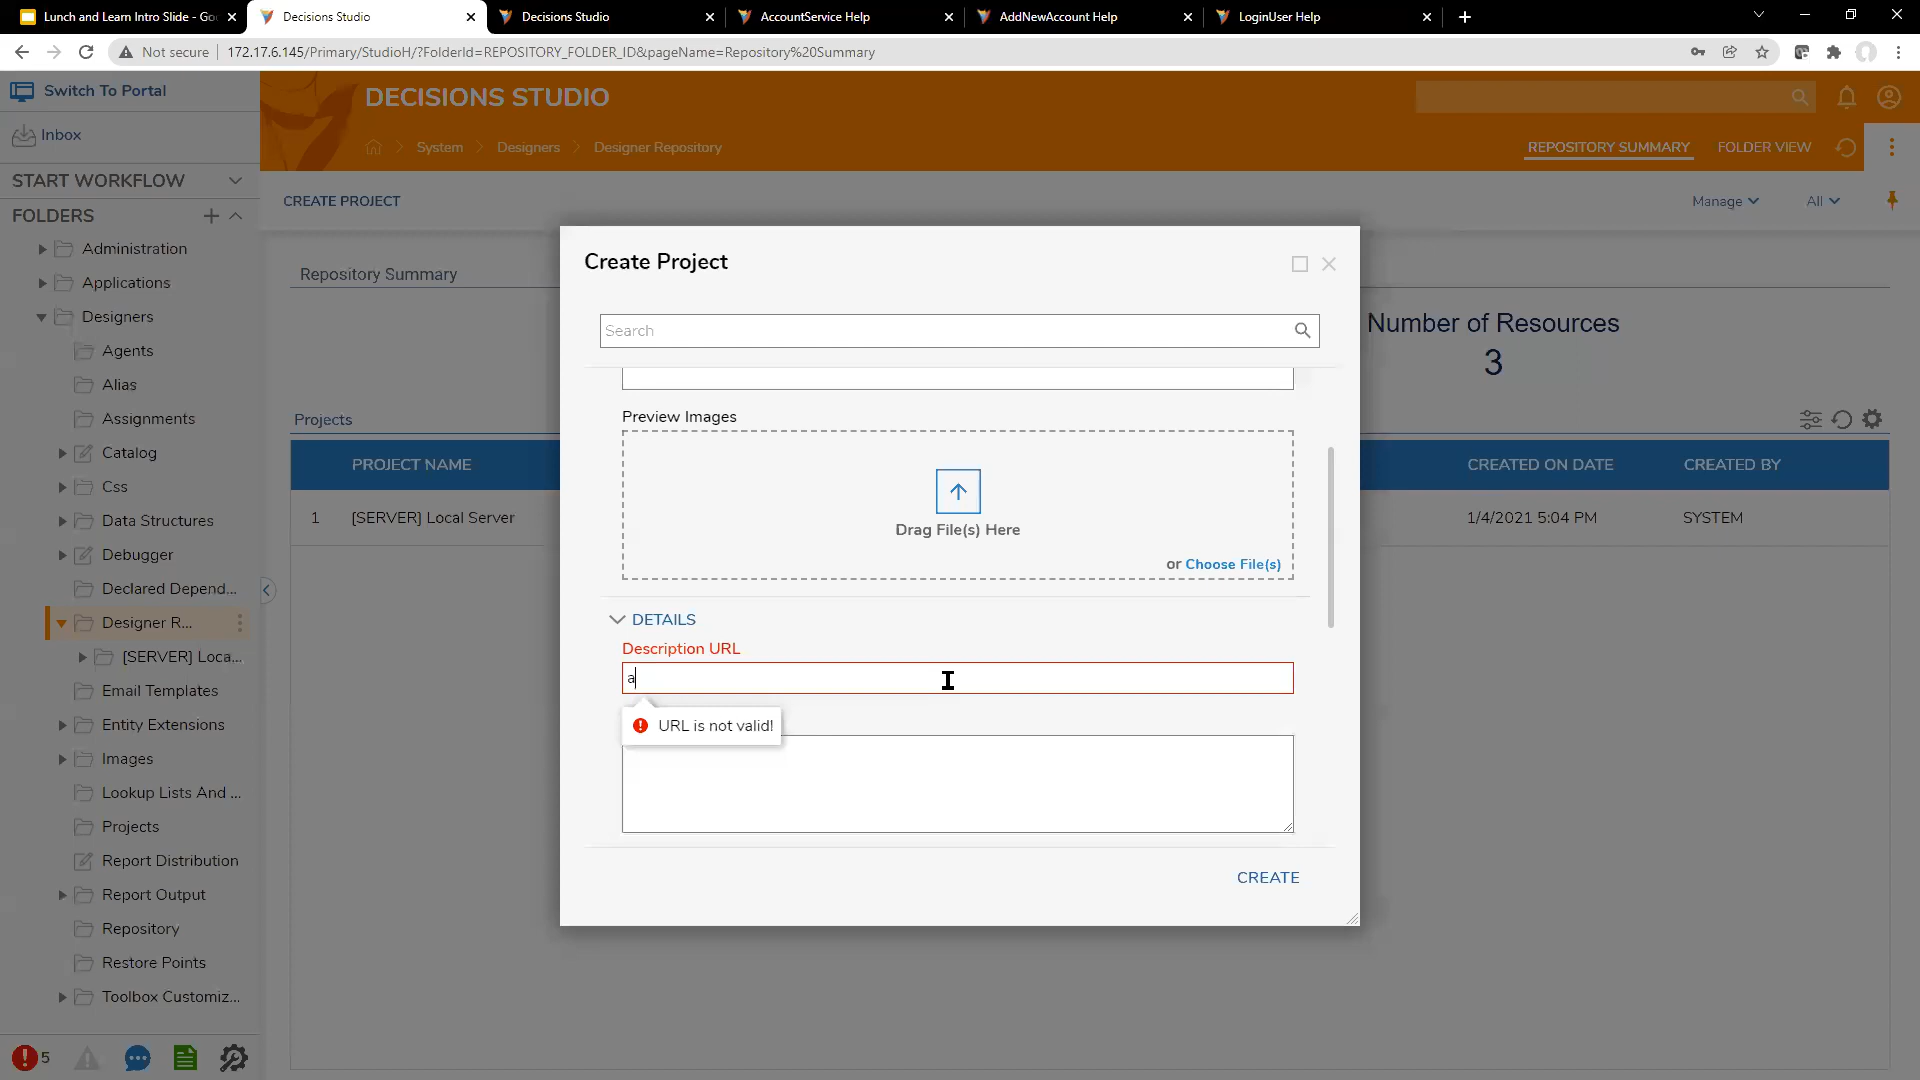 Lunch and Learn Intro Slide - Goo
Decisions Studio
Decisions Studio
AccountService Help
AddNewAccount Help
LoginUser Help
Not secure
172.17.6.145/Primary/StudioH/?FolderId=REPOSITORY_FOLDER_ID&pageName=Repository%20Summary
Switch To Portal
DECISIONS STUDIO
Inbox
System
Designers
Designer Repository
REPOSITORY SUMMARY
FOLDER VIEW
START WORKFLOW
CREATE PROJECT
Manage
All
FOLDERS
Administration
Applications
Designers
Agents
Alias
Assignments
Catalog
Css
Data Structures
Debugger
Declared Depend...
Designer R...
[SERVER] Loca...
Email Templates
Entity Extensions
Images
Lookup Lists And ...
Projects
Report Distribution
Report Output
Repository
Restore Points
Toolbox Customiz...
5
Repository Summary
Number of Resources
3
Projects
PROJECT NAME
CREATED ON DATE
CREATED BY
1
[SERVER] Local Server
1/4/2021 5:04 PM
SYSTEM
Create Project
Search
Preview Images
Drag File(s) Here
or Choose File(s)
DETAILS
Description URL
a
URL is not valid!
CREATE